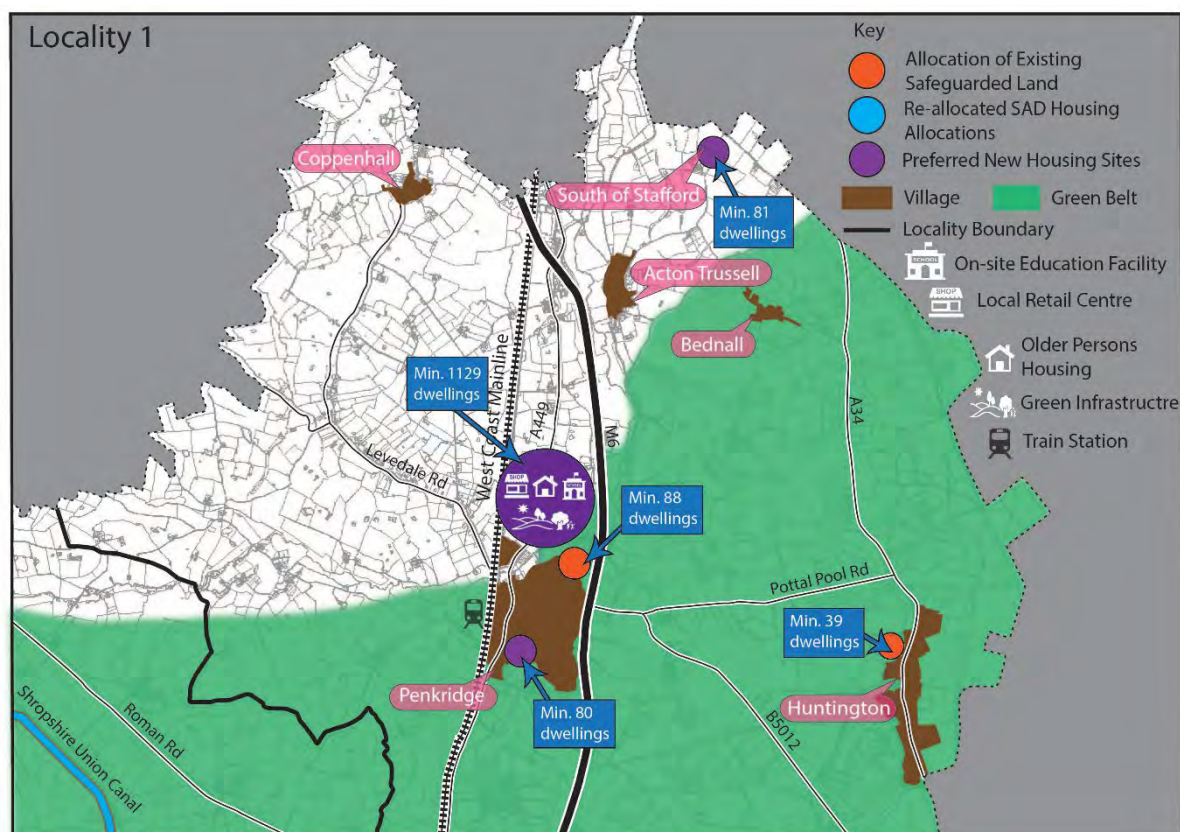 Locality 1
Key
Allocation of Existing
Safeguarded Land
Re-allocated SAD Housing
Allocations
Preferred New Housing Sites
Village
Green Belt
Locality Boundary
SCHOOL
On-site Education Facility
SHOP
Local Retail Centre
Older Persons
Housing
Green Infrastructre
Train Station
Coppenhall
South of Stafford
Min. 81
dwellings
Acton Trussell
Bednall
Min. 1129
dwellings
West Coast Mainline
A449
M6
A34
Levedale Rd
SHOP
SCHOOL
Min. 88
dwellings
Pottal Pool Rd
Min. 39
dwellings
Penkridge
Min. 80
dwellings
Huntington
B5012
Roman Rd
Shropshire Union Canal